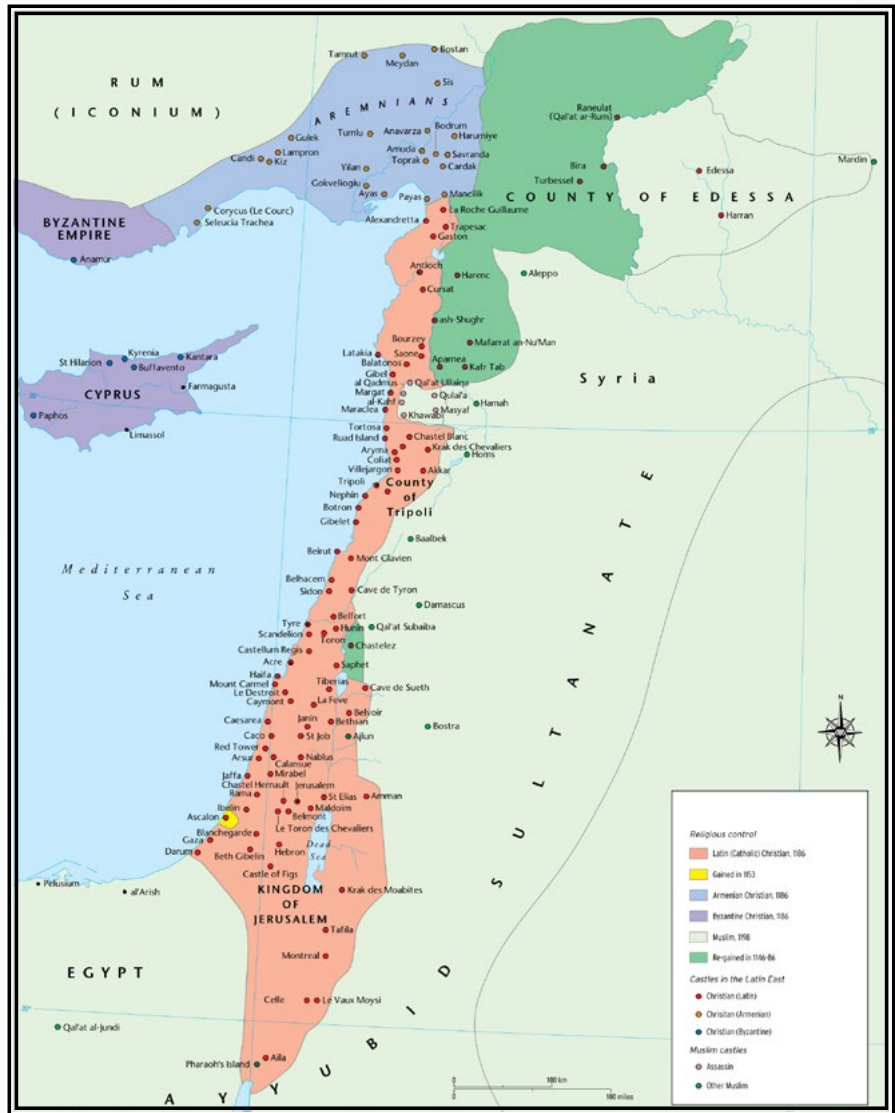 RUM
(ICONIUM)
AREMNIANS
Tamrut
Meydan
Bostan
Sis
Gulek
Tumlu
Anavarza
Bodrum
Harumiye
Lampron
Candi
Kiz
Amuda
Toprak
Savranda
Cardak
Yilan
Gokvelioglu
Ayas
Payas
Mancilik
Corycus (Le Courc)
Seleucia Trachea
BYZANTINE
EMPIRE
Anamur
Raneulat
(Qal'at ar-Rum)
Bira
Turbessel
Edessa
Mardin
COUNTY OF EDESSA
Harran
La Roche Guillaume
Alexandretta
Trapesac
Gaston
Antioch
Harenc
Aleppo
Cursat
ash-Shughr
Bourzey
Mafarrat an-Nu'Man
Latakia
Saone
Balatonos
Apamea
Kafr Tab
Gibel
al Qadmus
Qal'at Ullaiqa
Margat
al-Kahf
Qulai'a
Maraclea
Khawabi
Masyaf
Hamah
Syria
St Hilarion
Kyrenia
Kantara
Buffavento
CYPRUS
Farmagusta
Paphos
Limassol
35°
35°
Tortosa
Ruad Island
Chastel Blanc
Aryma
Krak des Chevaliers
Coliat
Homs
Villejargon
Akkar
Tripoli
County
of
Tripoli
Nephin
Botron
Gibelet
Baalbek
Beirut
Mont Glavien
Mediterranean
Sea
Belhacem
Sidon
Cave de Tyron
Damascus
Belfort
Tyre
Hunin
Qal'at Subaiba
Scandelion
Toron
Castellum Regis
Chastelez
Acre
Saphet
Haifa
Mount Carmel
Tiberias
Cave de Sueth
Le Destroit
Caymont
La Feve
Belvoir
Caesarea
Janin
Bethsan
Bostra
Caco
St Job
Ajlun
Red Tower
Arsur
Nablus
Calansue
Jaffa
Mirabel
Chastel Hernault
Jerusalem
Rama
St Elias
Amman
Ibelin
Maldoim
Ascalon
Belmont
Blanchegarde
Le Toron des Chevaliers
Gaza
Dead
Sea
Darum
Beth Gibelin
Hebron
Castle of Figs
Pelusium
al'Arish
KINGDOM
OF
JERUSALEM
Krak des Moabites
Tafila
Montreal
EGYPT
Celle
Le Vaux Moysi
Qal'at al-Jundi
Aila
Pharaoh's Island
AYYUBID SULTANATE
N
0
100 km
0
100 miles
Religious control
Latin (Catholic) Christian, 1186
Gained in 1153
Armenian Christian, 1186
Byzantine Christian, 1186
Muslim, 1198
Re-gained in 1146-86
Castles in the Latin East
Christian (Latin)
Chrisitan (Armenian)
Christian (Byzantine)
Muslim castles
Assassin
Other Muslim